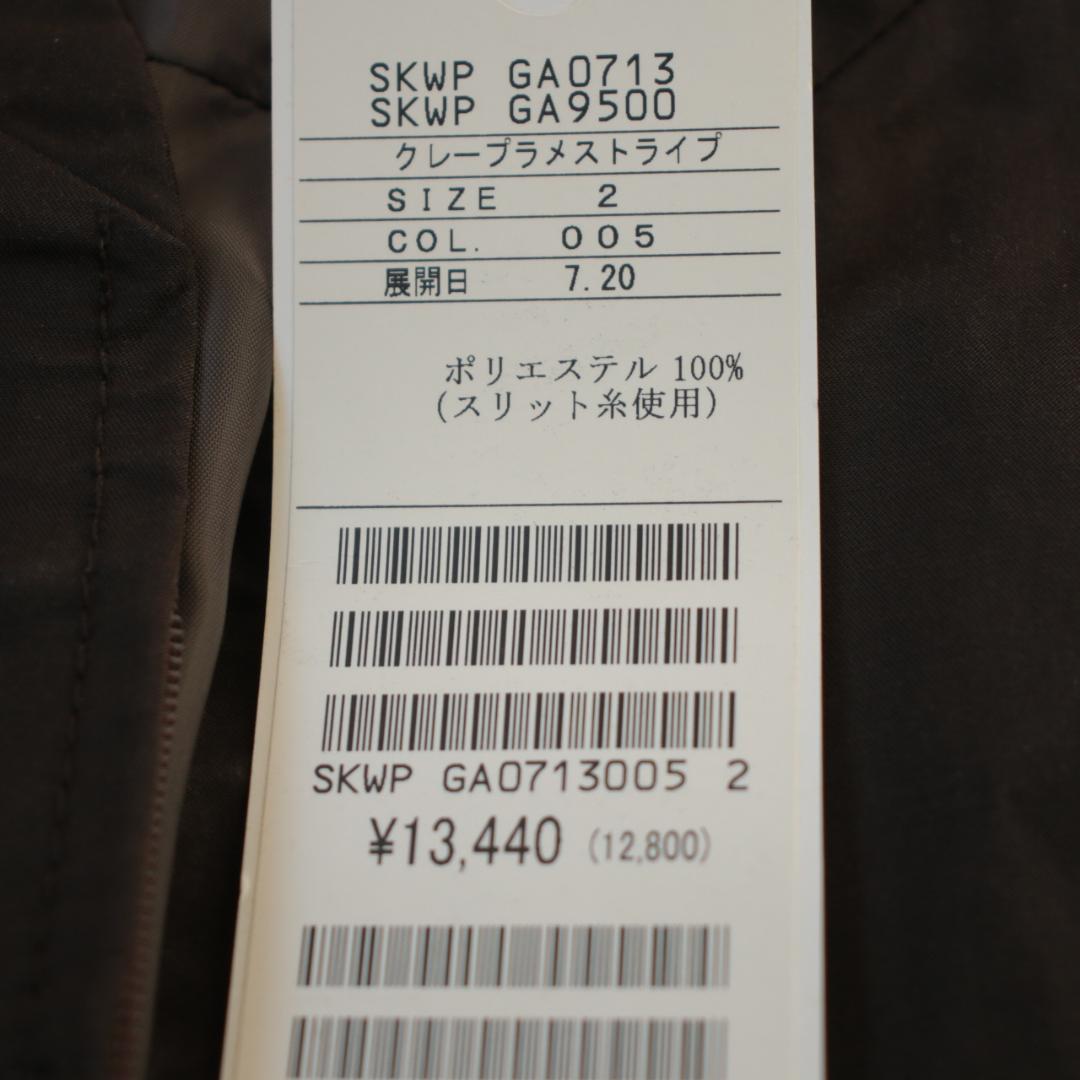 SKWP GA0713
SKWP GA9500
クレープラメストライプ
SIZE 2
COL. 005
展開日 7.20
ポリエステル 100%
(スリット糸使用)
SKWP GA0713005 2
¥13,440 (12,800)